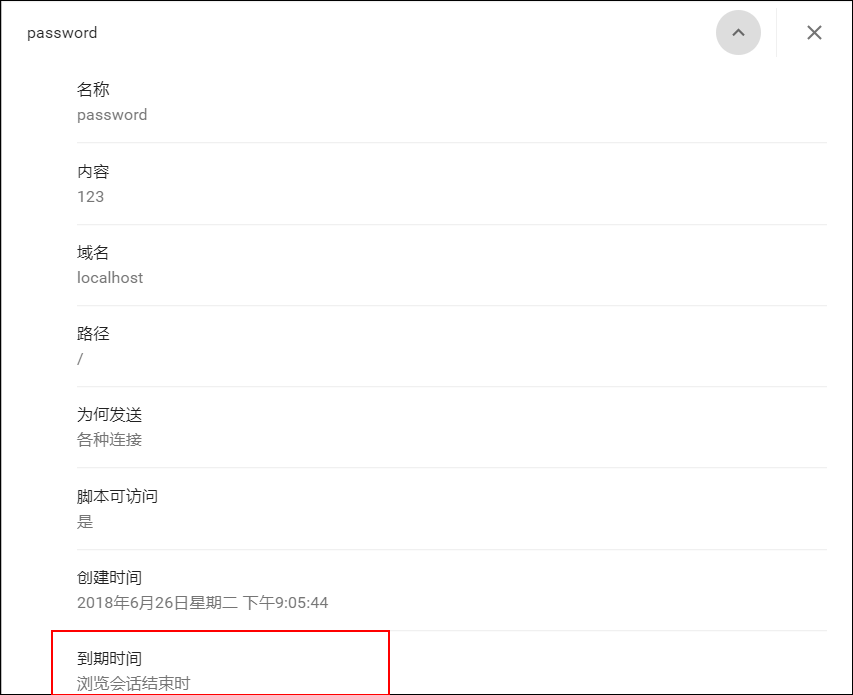 password
名称
password
内容
123
域名
localhost
路径
/
为何发送
各种连接
脚本可访问
是
创建时间
2018年6月26日星期二 下午9:05:44
到期时间
浏览会话结束时